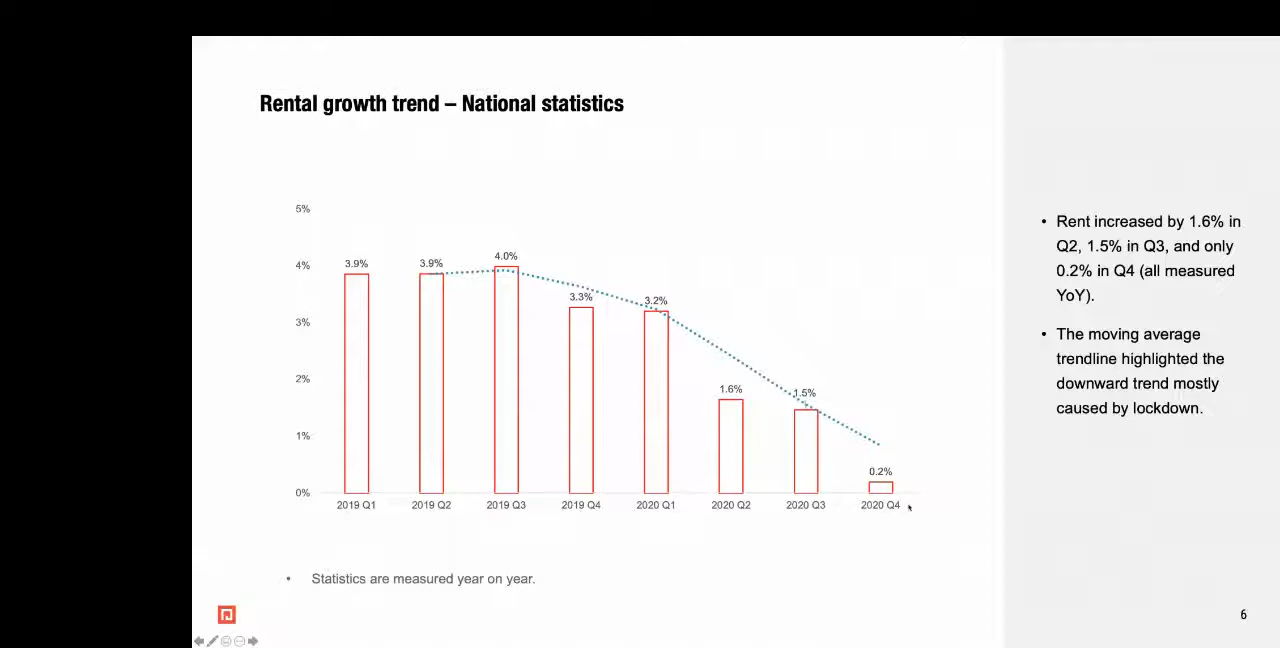 Rental growth trend – National statistics
5%
4%
3%
2%
1%
0%
3.9%
3.9%
4.0%
3.3%
3.2%
1.6%
1.5%
0.2%
2019 Q1
2019 Q2
2019 Q3
2019 Q4
2020 Q1
2020 Q2
2020 Q3
2020 Q4
• Statistics are measured year on year.
• Rent increased by 1.6% in
Q2, 1.5% in Q3, and only
0.2% in Q4 (all measured
YoY).
• The moving average
trendline highlighted the
downward trend mostly
caused by lockdown.
6